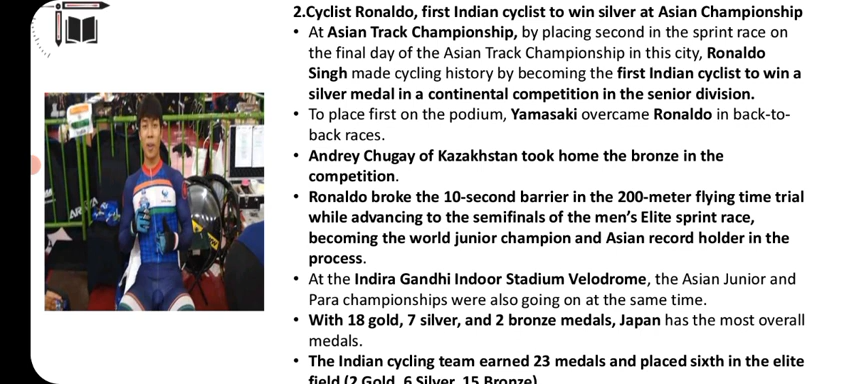 2.Cyclist Ronaldo, first Indian cyclist to win silver at Asian Championship
• At Asian Track Championship, by placing second in the sprint race on
the final day of the Asian Track Championship in this city, Ronaldo
Singh made cycling history by becoming the first Indian cyclist to win a
silver medal in a continental competition in the senior division.
• To place first on the podium, Yamasaki overcame Ronaldo in back-to-
back races.
• Andrey Chugay of Kazakhstan took home the bronze in the
competition.
• Ronaldo broke the 10-second barrier in the 200-meter flying time trial
while advancing to the semifinals of the men's Elite sprint race,
becoming the world junior champion and Asian record holder in the
process.
• At the Indira Gandhi Indoor Stadium Velodrome, the Asian Junior and
Para championships were also going on at the same time.
• With 18 gold, 7 silver, and 2 bronze medals, Japan has the most overall
medals.
• The Indian cycling team earned 23 medals and placed sixth in the elite
field (2 Gold, 6 Silver, 15 Bronze)